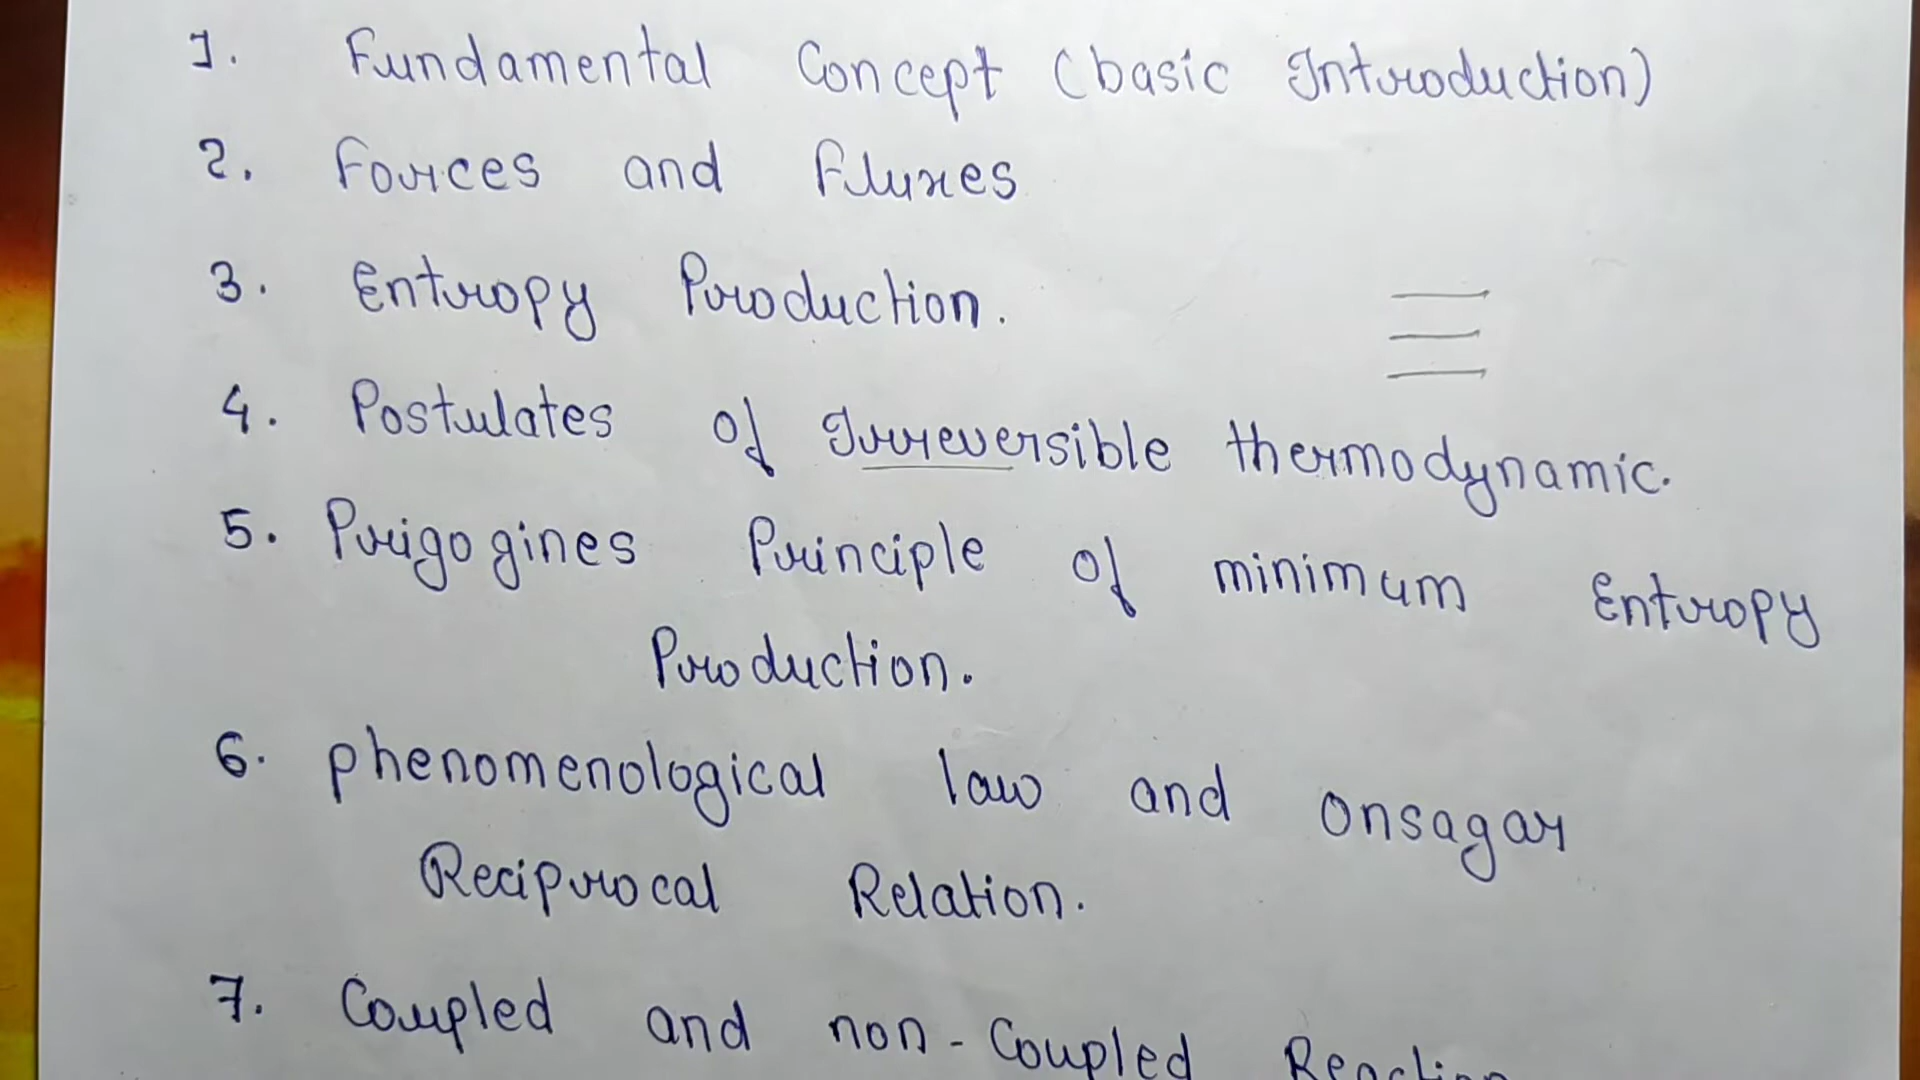 1. Fundamental Concept (basic Introduction)
2. Forces and Fluxes
3. Entropy Production.
4. Postulates of Irreversible thermodynamic.
5. Prigogines Principle of minimum Entropy
Production.
6. Phenomenological law and Onsagar
Reciprocal Relation.
7. Coupled and non-Coupled Reaction